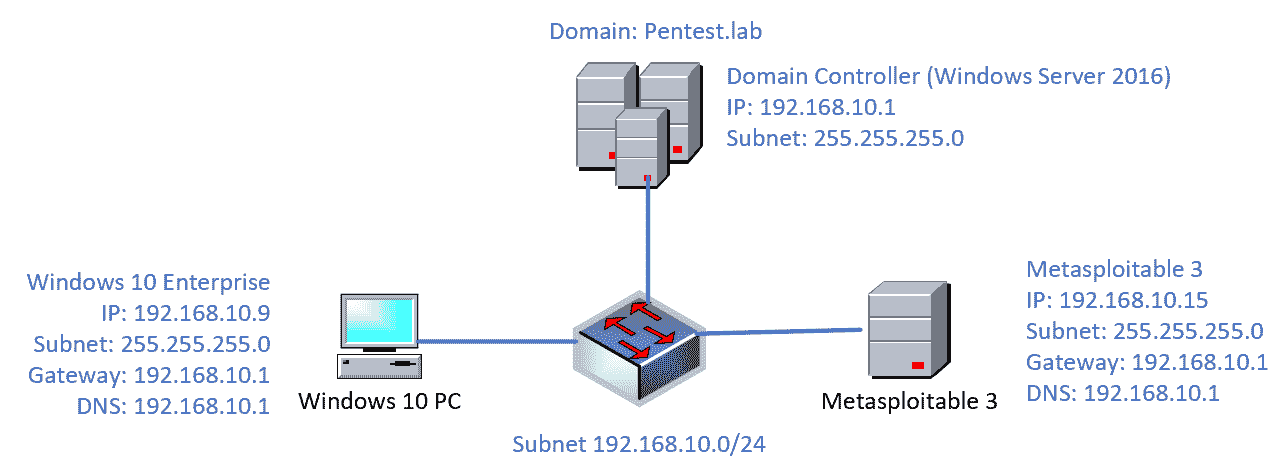 Domain: Pentest.lab
Domain Controller (Windows Server 2016)
IP: 192.168.10.1
Subnet: 255.255.255.0
Windows 10 Enterprise
IP: 192.168.10.9
Subnet: 255.255.255.0
Gateway: 192.168.10.1
DNS: 192.168.10.1
Windows 10 PC
Metasploitable 3
IP: 192.168.10.15
Subnet: 255.255.255.0
Gateway: 192.168.10.1
DNS: 192.168.10.1
Metasploitable 3
Subnet 192.168.10.0/24